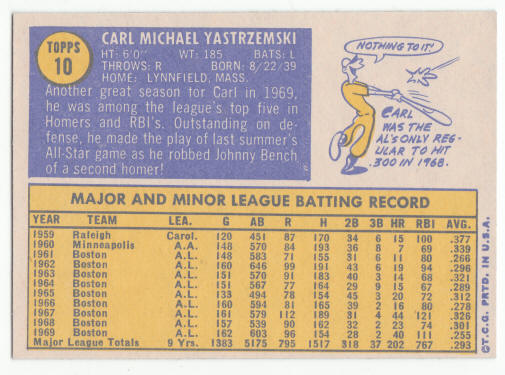 TOPPS
10
CARL MICHAEL YASTRZEMSKI
HT: 6'0" WT: 185 BATS: L
THROWS: R BORN: 8/22/39
HOME: LYNNFIELD, MASS.
Another great season for Carl in 1969,
he was among the league's top five in
Homers and RBI's. Outstanding on de-
fense, he made the play of last summer's
All-Star game as he robbed Johnny Bench
of a second homer!
NOTHING TO IT!
CARL
WAS THE
AL'S ONLY REG-
ULAR TO HIT
.300 IN 1968.
MAJOR AND MINOR LEAGUE BATTING RECORD
YEAR TEAM LEA. G AB R H 2B 3B HR RBI AVG.
1959 Raleigh Carol. 120 451 87 170 34 6 15 100 .377
1960 Minneapolis A.A. 148 570 84 193 36 8 7 69 .339
1961 Boston A.L. 148 583 71 155 31 6 11 80 .266
1962 Boston A.L. 160 646 99 191 43 6 19 94 .296
1963 Boston A.L. 151 570 91 183 40 3 14 68 .321
1964 Boston A.L. 151 567 77 164 29 9 15 67 .289
1965 Boston A.L. 133 494 78 154 45 3 20 72 .312
1966 Boston A.L. 160 594 81 165 39 2 16 80 .278
1967 Boston A.L. 161 579 112 189 31 4 44 121 .326
1968 Boston A.L. 157 539 90 162 32 2 23 74 .301
1969 Boston A.L. 162 603 96 154 28 2 40 111 .255
Major League Totals 9 Yrs. 1383 5175 795 1517 318 37 202 767 .293
©T.C.G. PRTD. IN U.S.A.